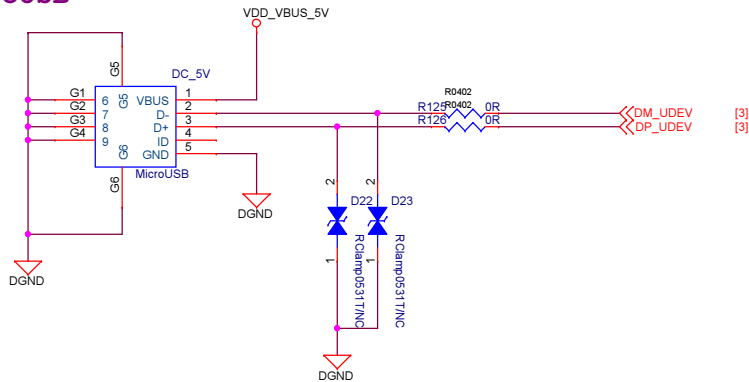 VDD_VBUS_5V
G5
DC_5V
R0402
G1 6 G5 VBUS 1
R125 R0402 0R
G2 7 D- 2
DM_UDEV [3]
G3 8 D+ 3
R126 0R
DP_UDEV [3]
G4 9 ID 4
G6 GND 5
MicroUSB
G6
2 2
DGND
D22 D23
RClamp0531T/NC
RClamp0531T/NC
1 1
DGND
DGND